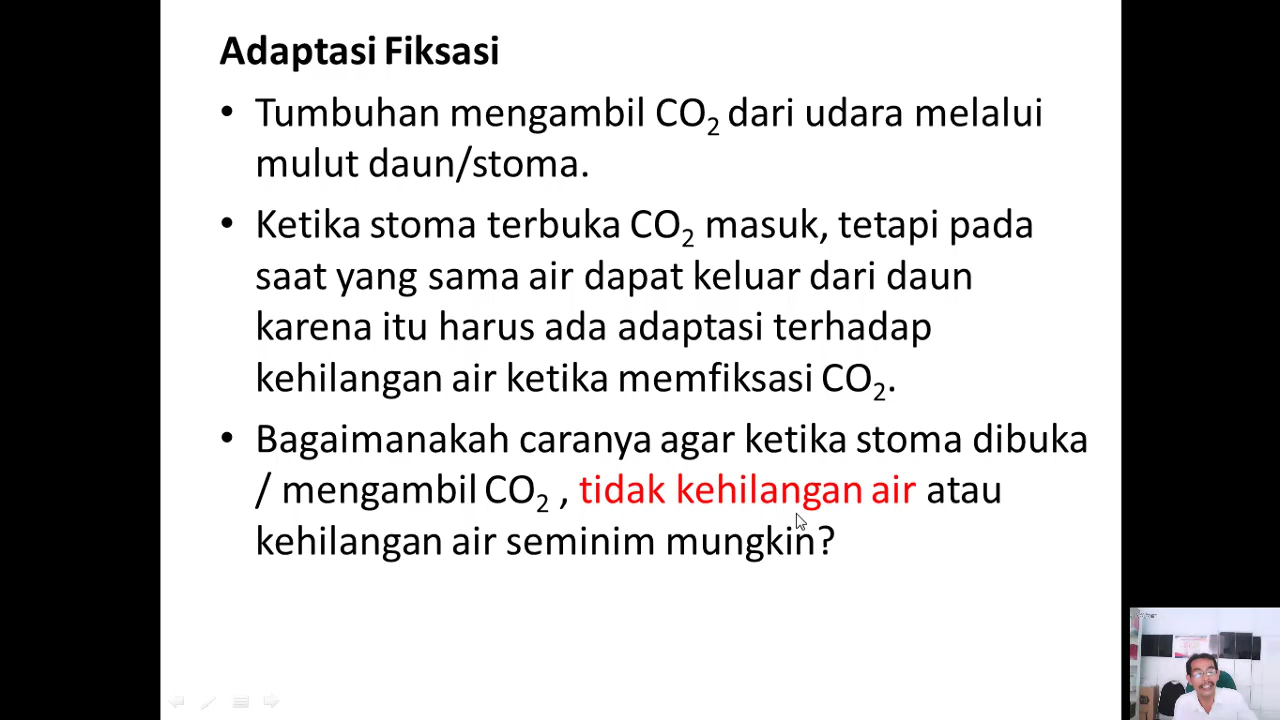 Adaptasi Fiksasi
• Tumbuhan mengambil CO₂ dari udara melalui
mulut daun/stoma.
• Ketika stoma terbuka CO₂ masuk, tetapi pada
saat yang sama air dapat keluar dari daun
karena itu harus ada adaptasi terhadap
kehilangan air ketika memfiksasi CO₂.
• Bagaimanakah caranya agar ketika stoma dibuka
/ mengambil CO₂ , tidak kehilangan air atau
kehilangan air seminim mungkin?